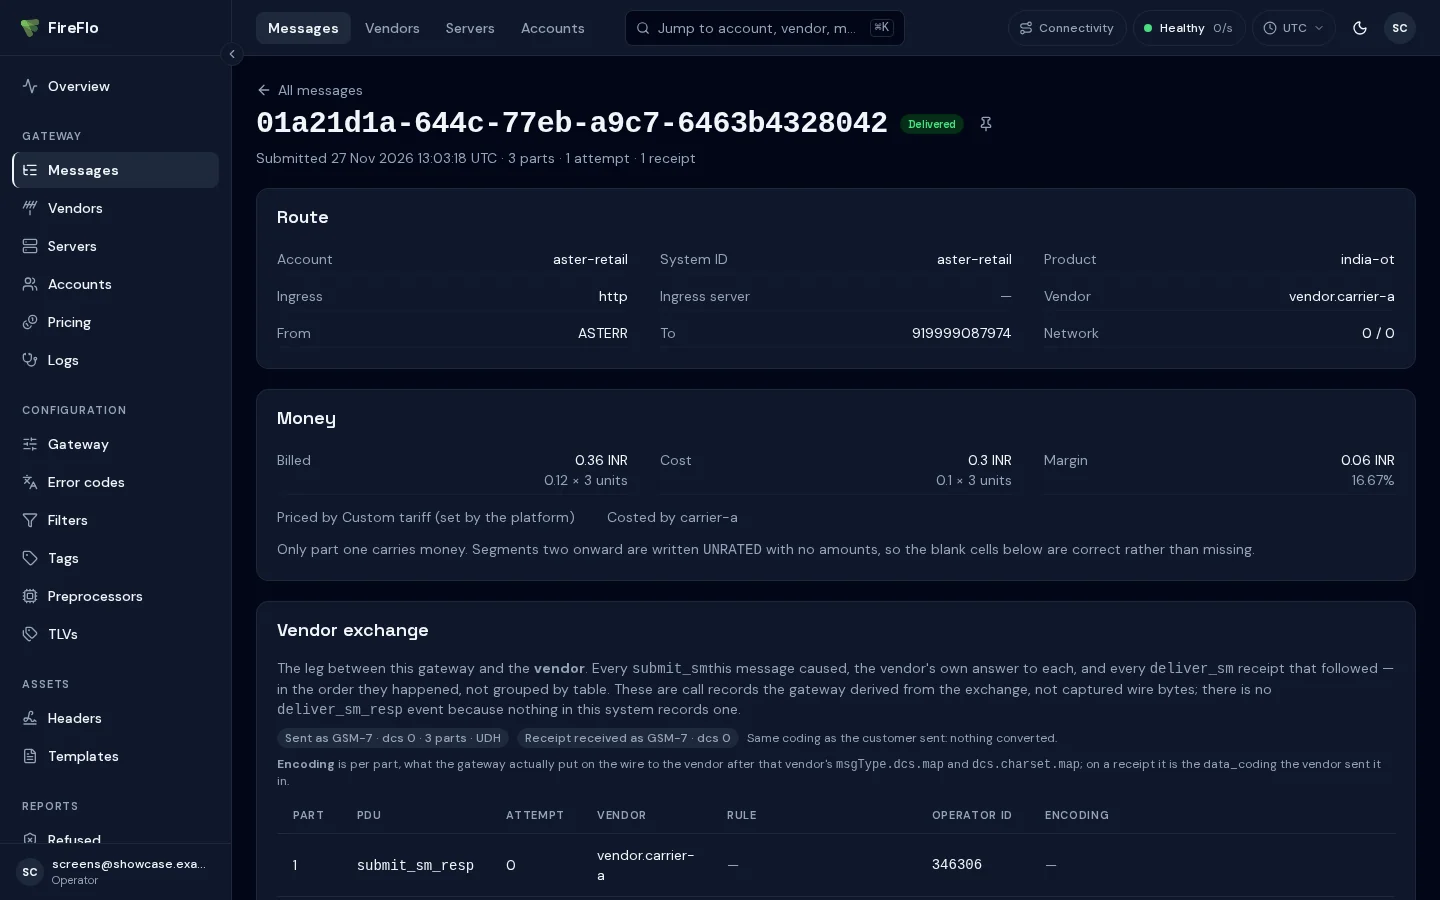 FireFlo
Messages
Vendors
Servers
Accounts
Jump to account, vendor, m...
⌘K
Connectivity
Healthy 0/s
UTC
SC
Overview
GATEWAY
Messages
Vendors
Servers
Accounts
Pricing
Logs
CONFIGURATION
Gateway
Error codes
Filters
Tags
Preprocessors
TLVs
ASSETS
Headers
Templates
REPORTS
Refused
SC
screens@showcase.exa...
Operator
All messages
01a21d1a-644c-77eb-a9c7-6463b4328042 Delivered
Submitted 27 Nov 2026 13:03:18 UTC · 3 parts · 1 attempt · 1 receipt
Route
Account aster-retail System ID aster-retail Product india-ot
Ingress http Ingress server — Vendor vendor.carrier-a
From ASTERR To 919999087974 Network 0 / 0
Money
Billed 0.36 INR Cost 0.3 INR Margin 0.06 INR
0.12 × 3 units 0.1 × 3 units 16.67%
Priced by Custom tariff (set by the platform) Costed by carrier-a
Only part one carries money. Segments two onward are written UNRATED with no amounts, so the blank cells below are correct rather than missing.
Vendor exchange
The leg between this gateway and the vendor. Every submit_smthis message caused, the vendor's own answer to each, and every deliver_sm receipt that followed —
in the order they happened, not grouped by table. These are call records the gateway derived from the exchange, not captured wire bytes; there is no
deliver_sm_resp event because nothing in this system records one.
Sent as GSM-7 · dcs 0 · 3 parts · UDH Receipt received as GSM-7 · dcs 0 Same coding as the customer sent: nothing converted.
Encoding is per part, what the gateway actually put on the wire to the vendor after that vendor's msgType.dcs.map and dcs.charset.map; on a receipt it is the data_coding the vendor sent it
in.
PART PDU ATTEMPT VENDOR RULE OPERATOR ID ENCODING
1 submit_sm_resp 0 vendor.carrier- — 346306 —
a